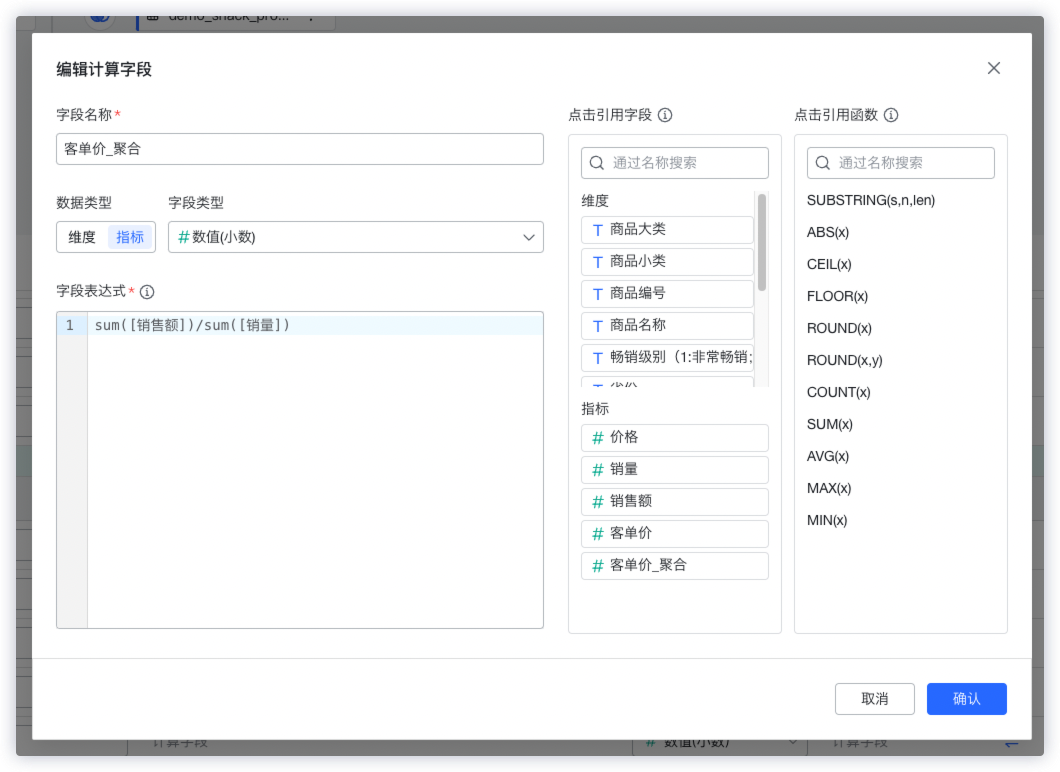 编辑计算字段
字段名称*
客单价_聚合
数据类型
字段类型
维度 指标
# 数值(小数)
字段表达式*
1 sum([销售额])/sum([销量])
点击引用字段
通过名称搜索
维度
T 商品大类
T 商品小类
T 商品编号
T 商品名称
T 畅销级别（1:非常畅销;
指标
# 价格
# 销量
# 销售额
# 客单价
# 客单价_聚合
点击引用函数
通过名称搜索
SUBSTRING(s,n,len)
ABS(x)
CEIL(x)
FLOOR(x)
ROUND(x)
ROUND(x,y)
COUNT(x)
SUM(x)
AVG(x)
MAX(x)
MIN(x)
取消
确认
计算字段
# 数值(小数)
计算字段